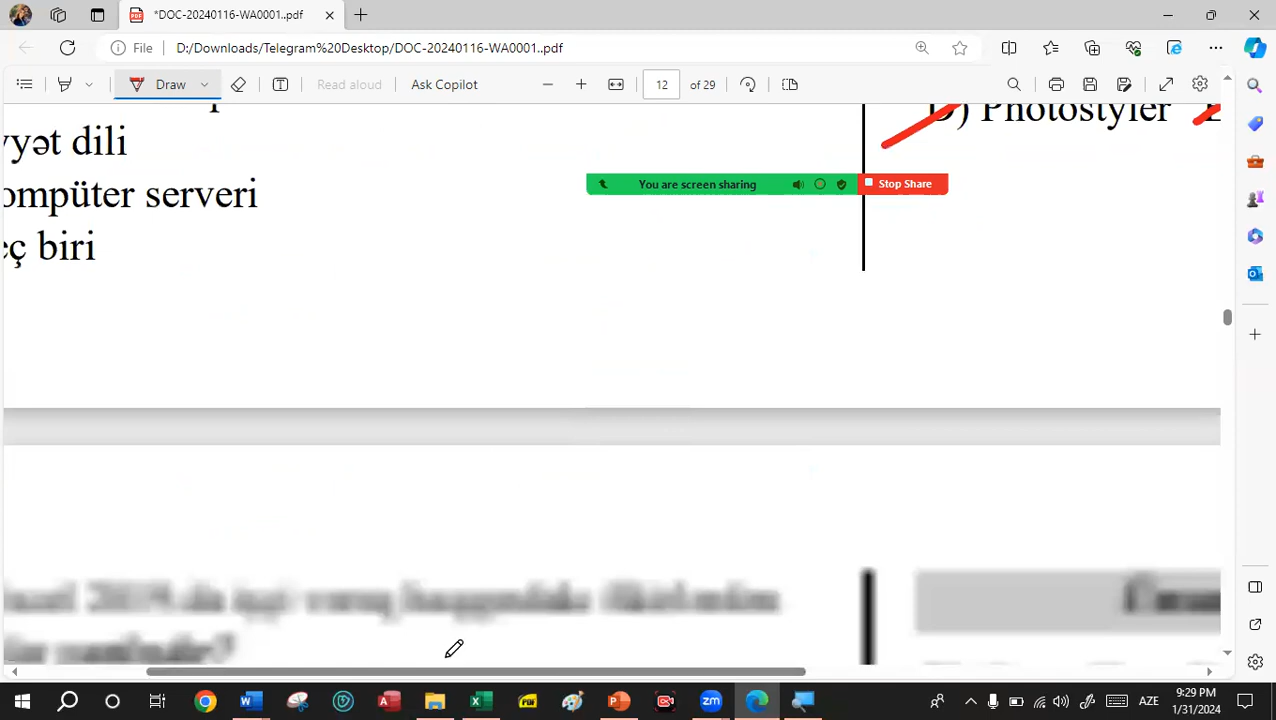 *DOC-20240116-WA0001..pdf
File D:/Downloads/Telegram%20Desktop/DOC-20240116-WA0001..pdf
Draw Read aloud Ask Copilot 12 of 29
D) Photostyler
yyət dili
You are screen sharing Stop Share
ompüter serveri
eç biri
AZE
9:29 PM
1/31/2024